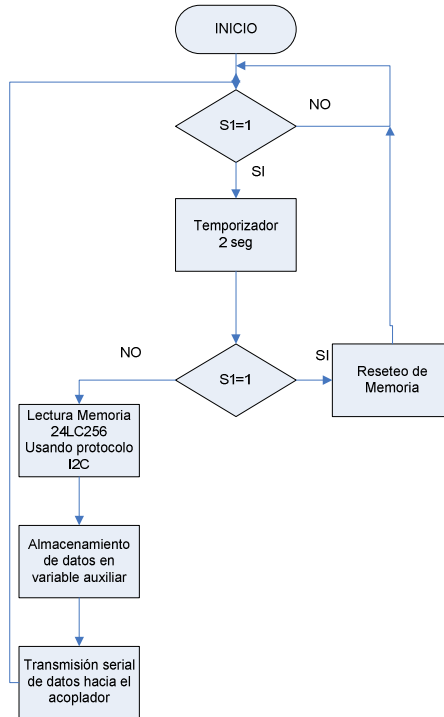 INICIO
S1=1
NO
SI
Temporizador
2 seg
S1=1
NO
SI
Reseteo de
Memoria
Lectura Memoria
24LC256
Usando protocolo
I2C
Almacenamiento
de datos en
variable auxiliar
Transmisión serial
de datos hacia el
acoplador